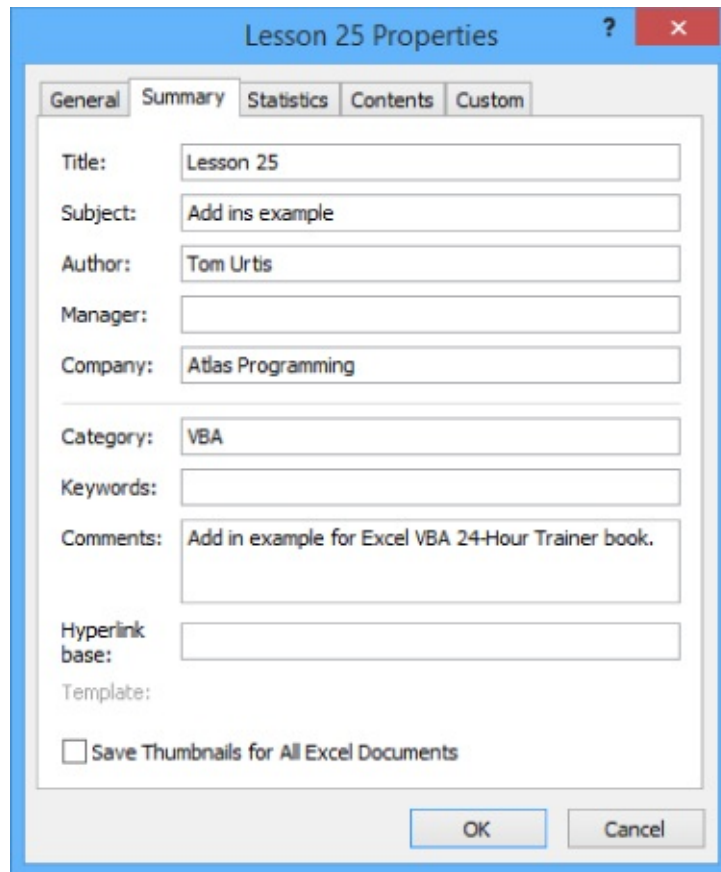 Lesson 25 Properties
?
×
General Summary Statistics Contents Custom
Title: Lesson 25
Subject: Add ins example
Author: Tom Urtis
Manager:
Company: Atlas Programming
Category: VBA
Keywords:
Comments: Add in example for Excel VBA 24-Hour Trainer book.
Hyperlink
base:
Template:
Save Thumbnails for All Excel Documents
OK Cancel